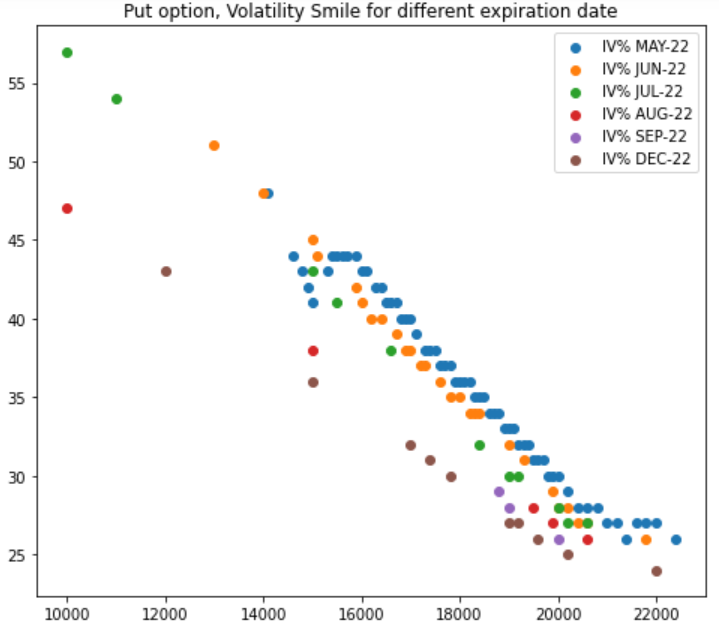 Put option, Volatility Smile for different expiration date
IV% MAY-22
IV% JUN-22
IV% JUL-22
IV% AUG-22
IV% SEP-22
IV% DEC-22
55
50
45
40
35
30
25
10000 12000 14000 16000 18000 20000 22000